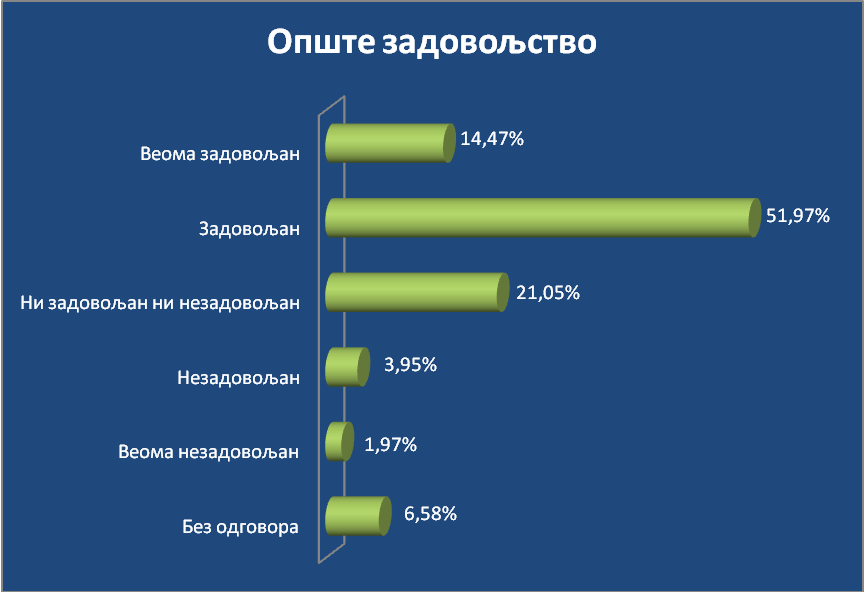 Опште задовољство
Веома задовољан 14,47%
Задовољан 51,97%
Ни задовољан ни незадовољан 21,05%
Незадовољан 3,95%
Веома незадовољан 1,97%
Без одговора 6,58%